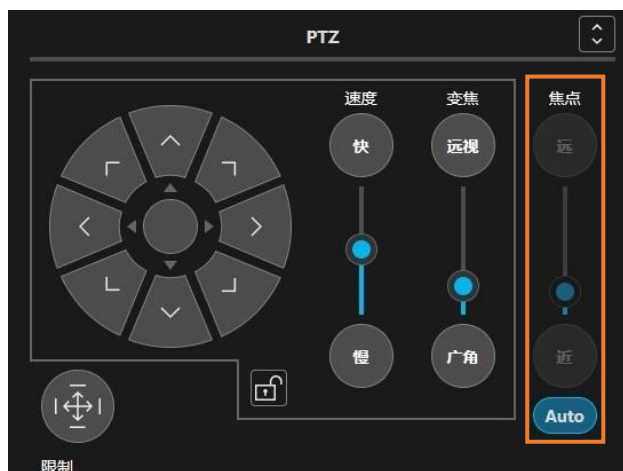 PTZ
速度 变焦 焦点
快 远视 远
慢 广角 近
Auto
限制